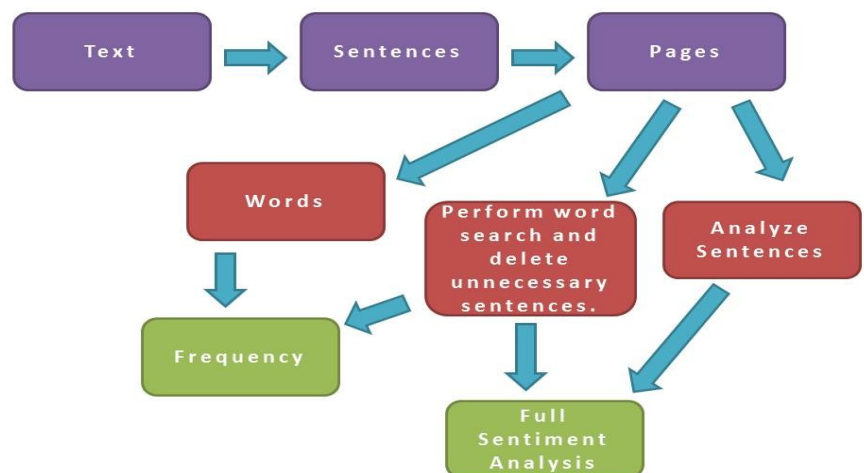 Text
Sentences
Pages
Words
Perform word
search and
delete
unnecessary
sentences.
Analyze
Sentences
Frequency
Full
Sentiment
Analysis